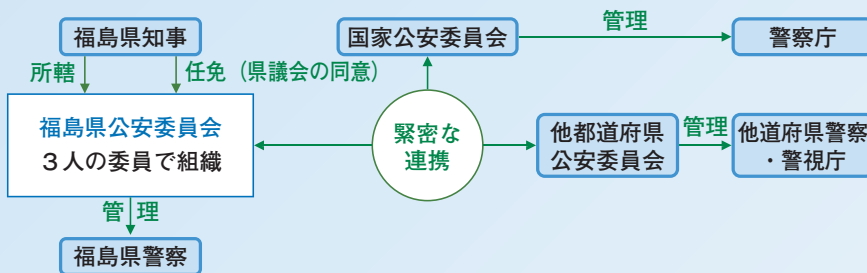 福島県知事
国家公安委員会
管理
警察庁
所轄
任免（県議会の同意）
福島県公安委員会
３人の委員で組織
緊密な
連携
他都道府県
公安委員会
管理
他道府県警察
・警視庁
管理
福島県警察